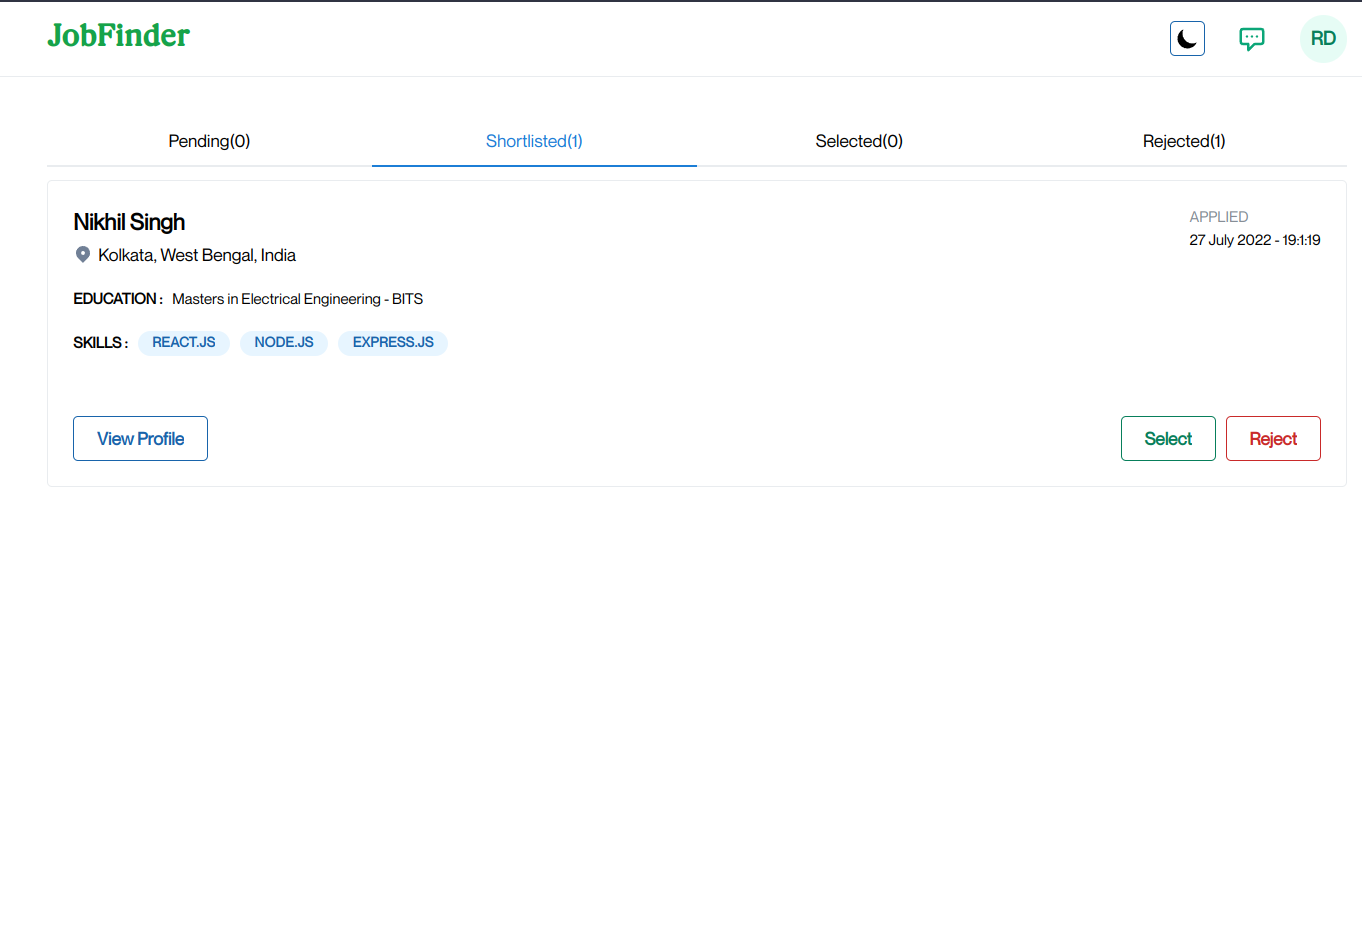 JobFinder
RD
Pending(0) Shortlisted(1) Selected(0) Rejected(1)
Nikhil Singh
APPLIED
Kolkata, West Bengal, India
27 July 2022 - 19:1:19
EDUCATION : Masters in Electrical Engineering - BITS
SKILLS : REACT.JS NODE.JS EXPRESS.JS
View Profile Select Reject